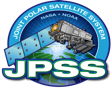 JOINT POLAR SATELLITE SYSTEM
NASA • NOAA
JPSS